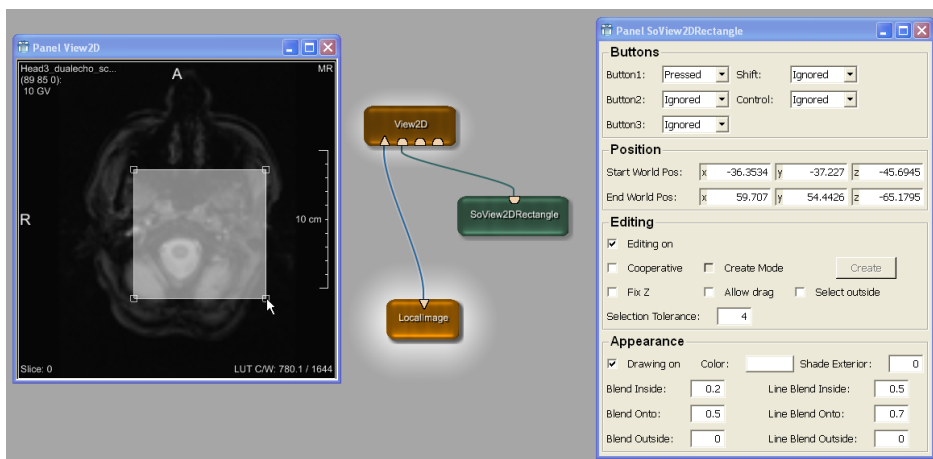 Panel View2D
Head3_dualecho_sc...
(89 85 0):
10 GV
A
MR
R
10 cm
Slice: 0
LUT C/W: 780.1 / 1644
View2D
SoView2DRectangle
LocalImage
Panel SoView2DRectangle
Buttons
Button1: Pressed Shift: Ignored
Button2: Ignored Control: Ignored
Button3: Ignored
Position
Start World Pos: x -36.3534 y -37.227 z -45.6945
End World Pos: x 59.707 y 54.4426 z -65.1795
Editing
Editing on
Cooperative Create Mode Create
Fix Z Allow drag Select outside
Selection Tolerance: 4
Appearance
Drawing on Color: Shade Exterior: 0
Blend Inside: 0.2 Line Blend Inside: 0.5
Blend Onto: 0.5 Line Blend Onto: 0.7
Blend Outside: 0 Line Blend Outside: 0